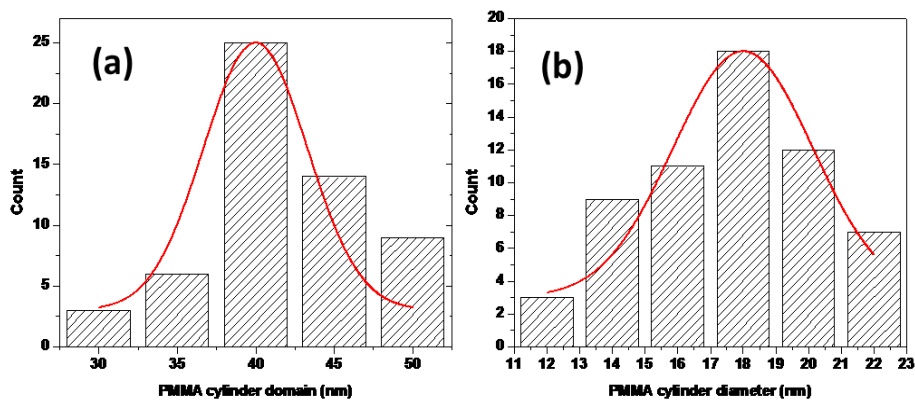 (a)
25
20
15
10
5
0
Count
30 35 40 45 50
PMMA cylinder domain (nm)
(b)
20
18
16
14
12
10
8
6
4
2
0
Count
11 12 13 14 15 16 17 18 19 20 21 22 23
PMMA cylinder diameter (nm)